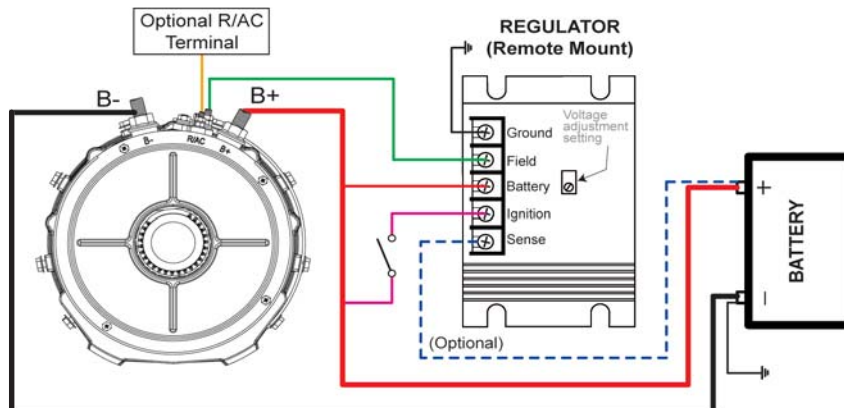 Optional R/AC
Terminal
REGULATOR
(Remote Mount)
B-
B+
B-
R/AC
B+
Voltage
adjustment
setting
Ground
Field
Battery
Ignition
Sense
(Optional)
+
BATTERY
−